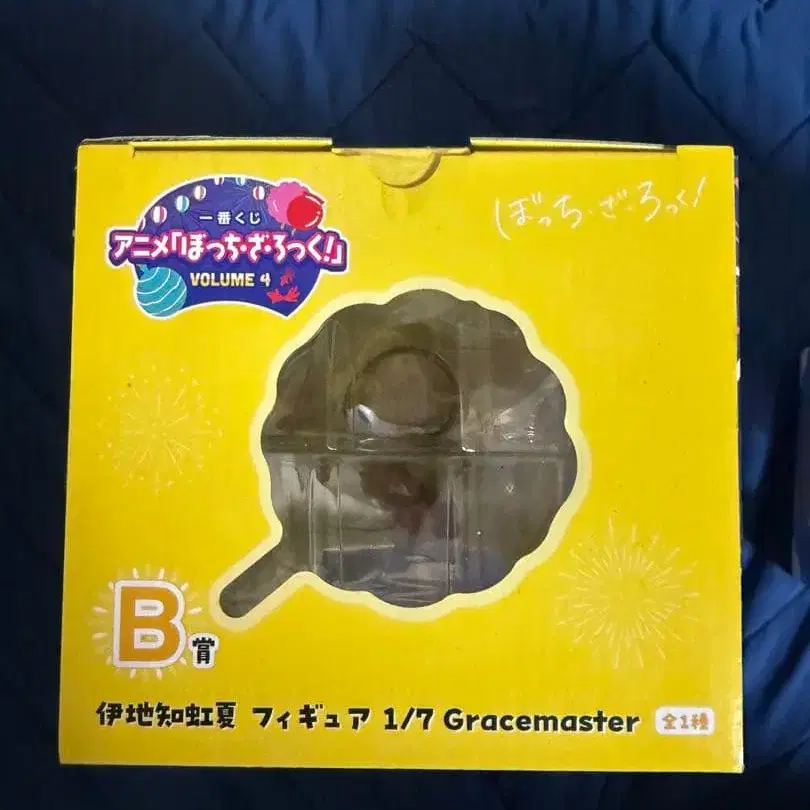 一番くじ
アニメ「ぼっち・ざ・ろっく!」
VOLUME 4
ぼっち・ざ・ろっく!
B賞
伊地知虹夏 フィギュア 1/7 Gracemaster 全1種